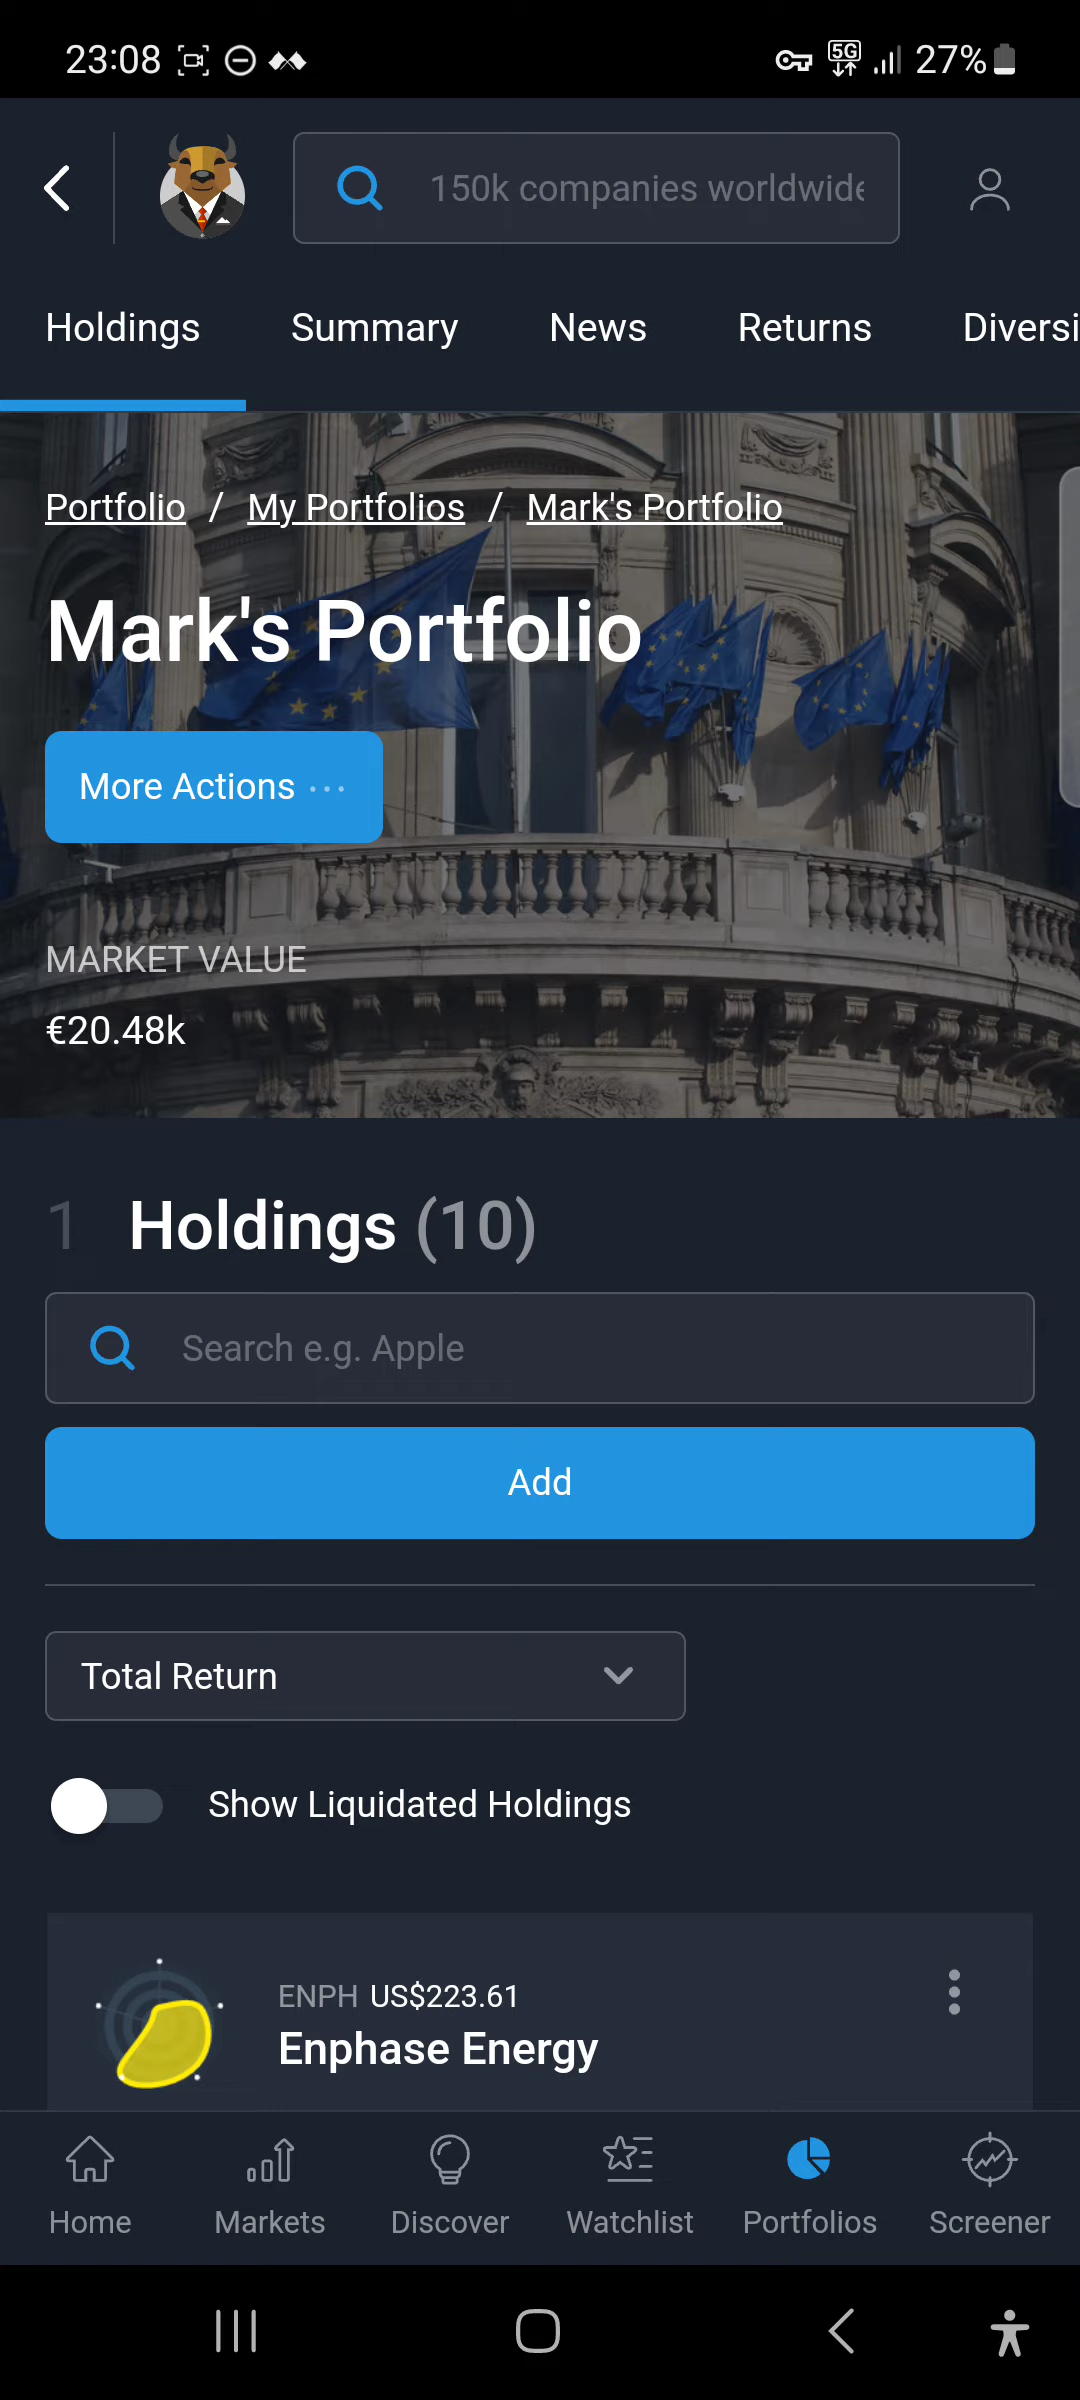 23:08
5G
27%
150k companies worldwide
Holdings
Summary
News
Returns
Diversi
Portfolio / My Portfolios / Mark's Portfolio
Mark's Portfolio
More Actions ...
MARKET VALUE
€20.48k
1 Holdings (10)
Search e.g. Apple
Add
Total Return
Show Liquidated Holdings
ENPH US$223.61
Enphase Energy
Home
Markets
Discover
Watchlist
Portfolios
Screener